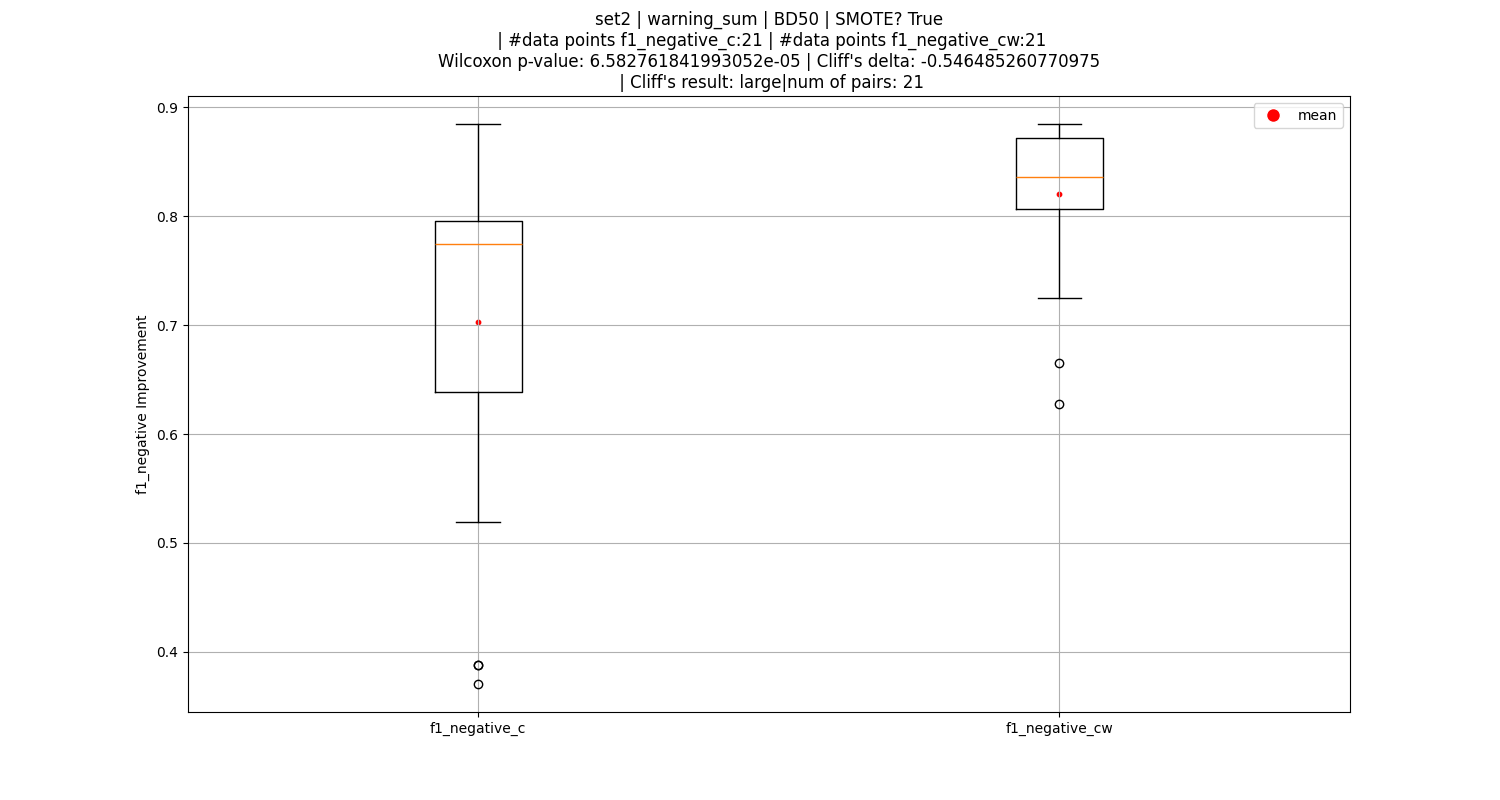 set2 | warning_sum | BD50 | SMOTE? True
| #data points f1_negative_c:21 | #data points f1_negative_cw:21
Wilcoxon p-value: 6.582761841993052e-05 | Cliff's delta: -0.546485260770975
| Cliff's result: large|num of pairs: 21
mean
0.9
0.8
0.7
0.6
0.5
0.4
f1_negative Improvement
f1_negative_c
f1_negative_cw